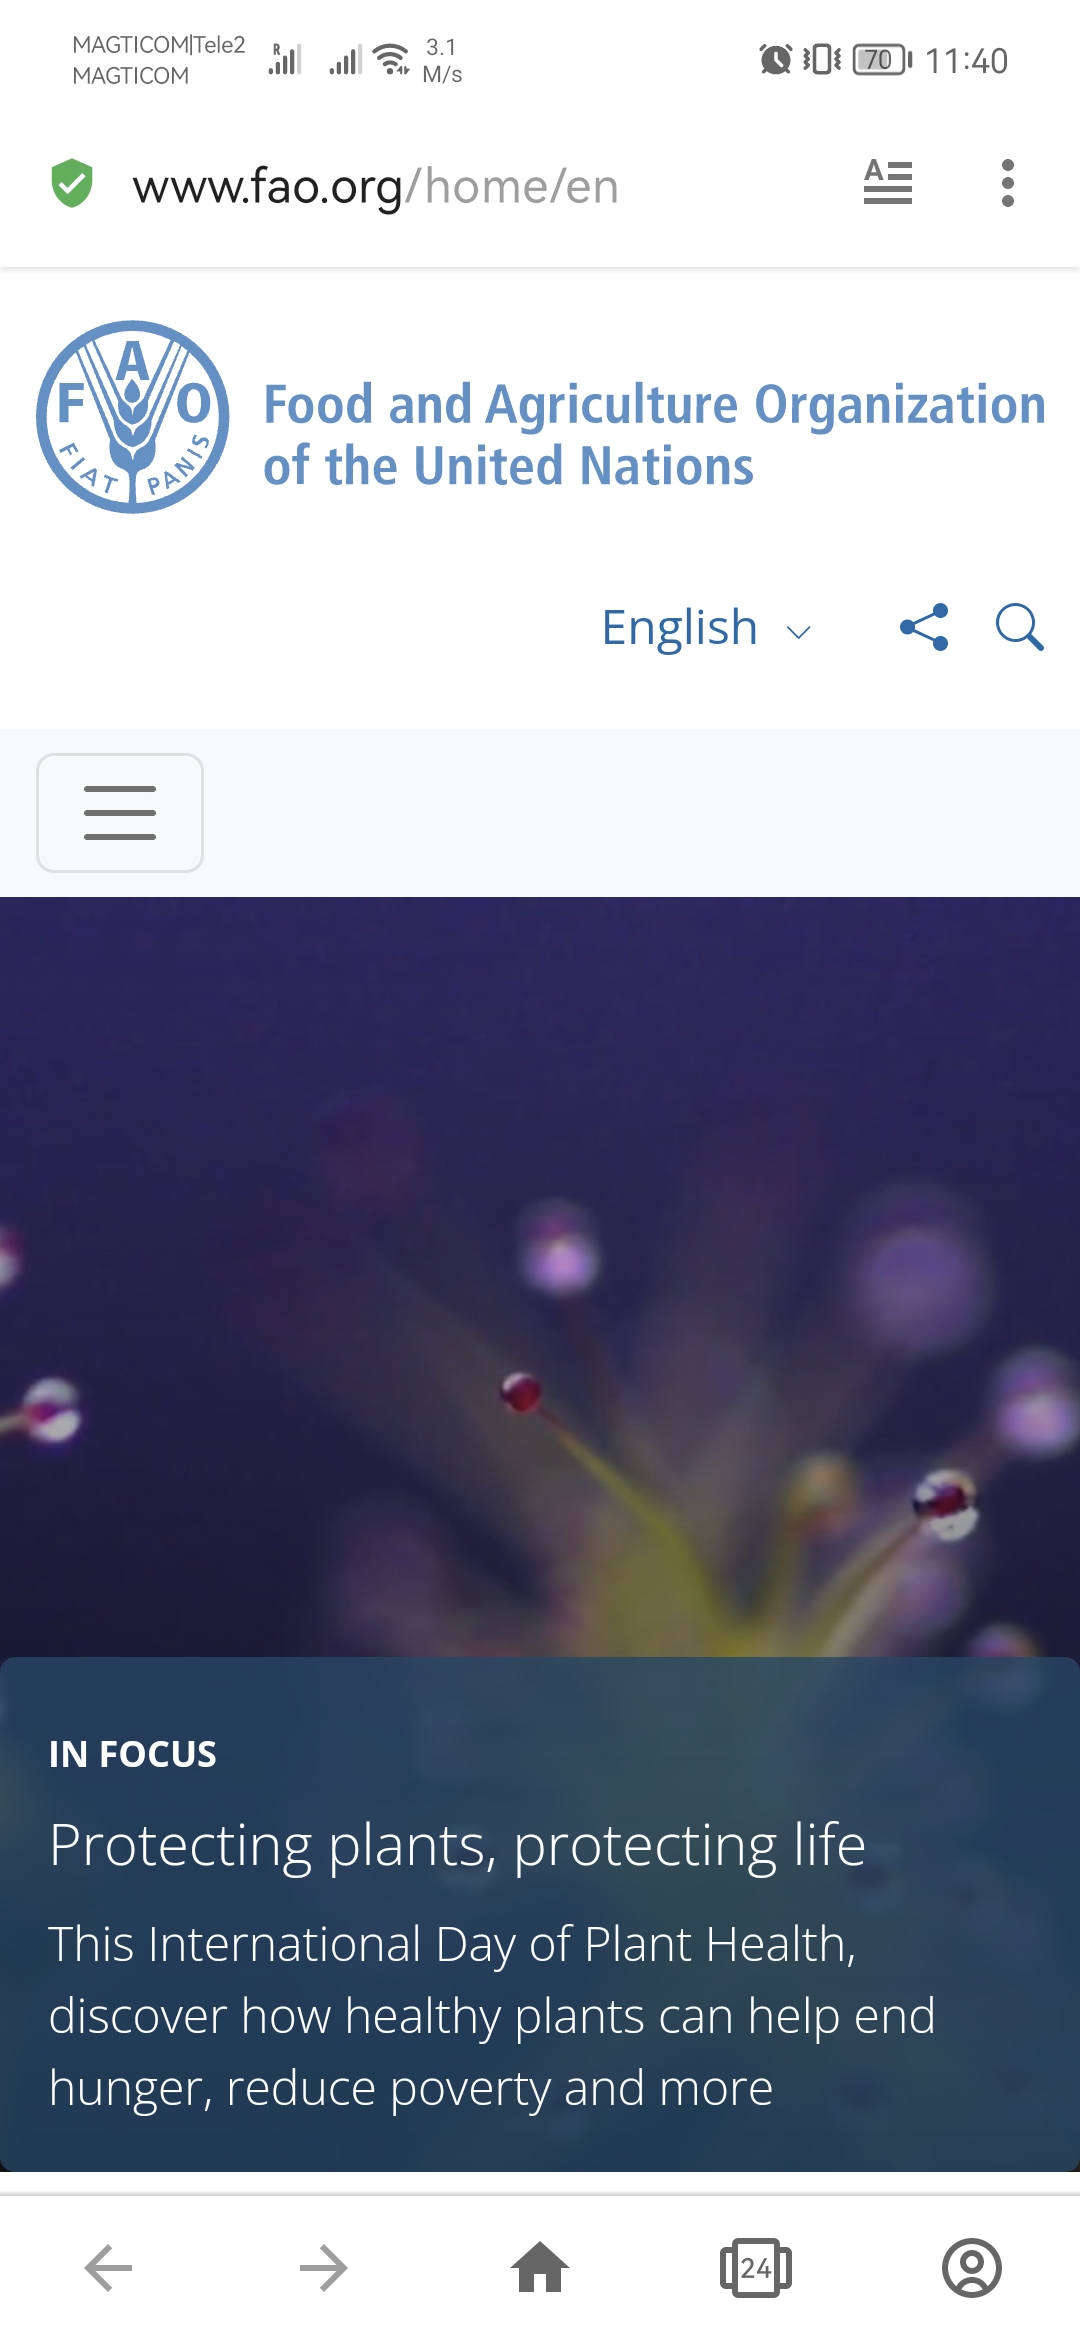 MAGTICOM|Tele2
MAGTICOM
R
3.1
M/s
70
11:40
www.fao.org/home/en
A
F A O
FIAT PANIS
Food and Agriculture Organization
of the United Nations
English
IN FOCUS
Protecting plants, protecting life
This International Day of Plant Health,
discover how healthy plants can help end
hunger, reduce poverty and more
24